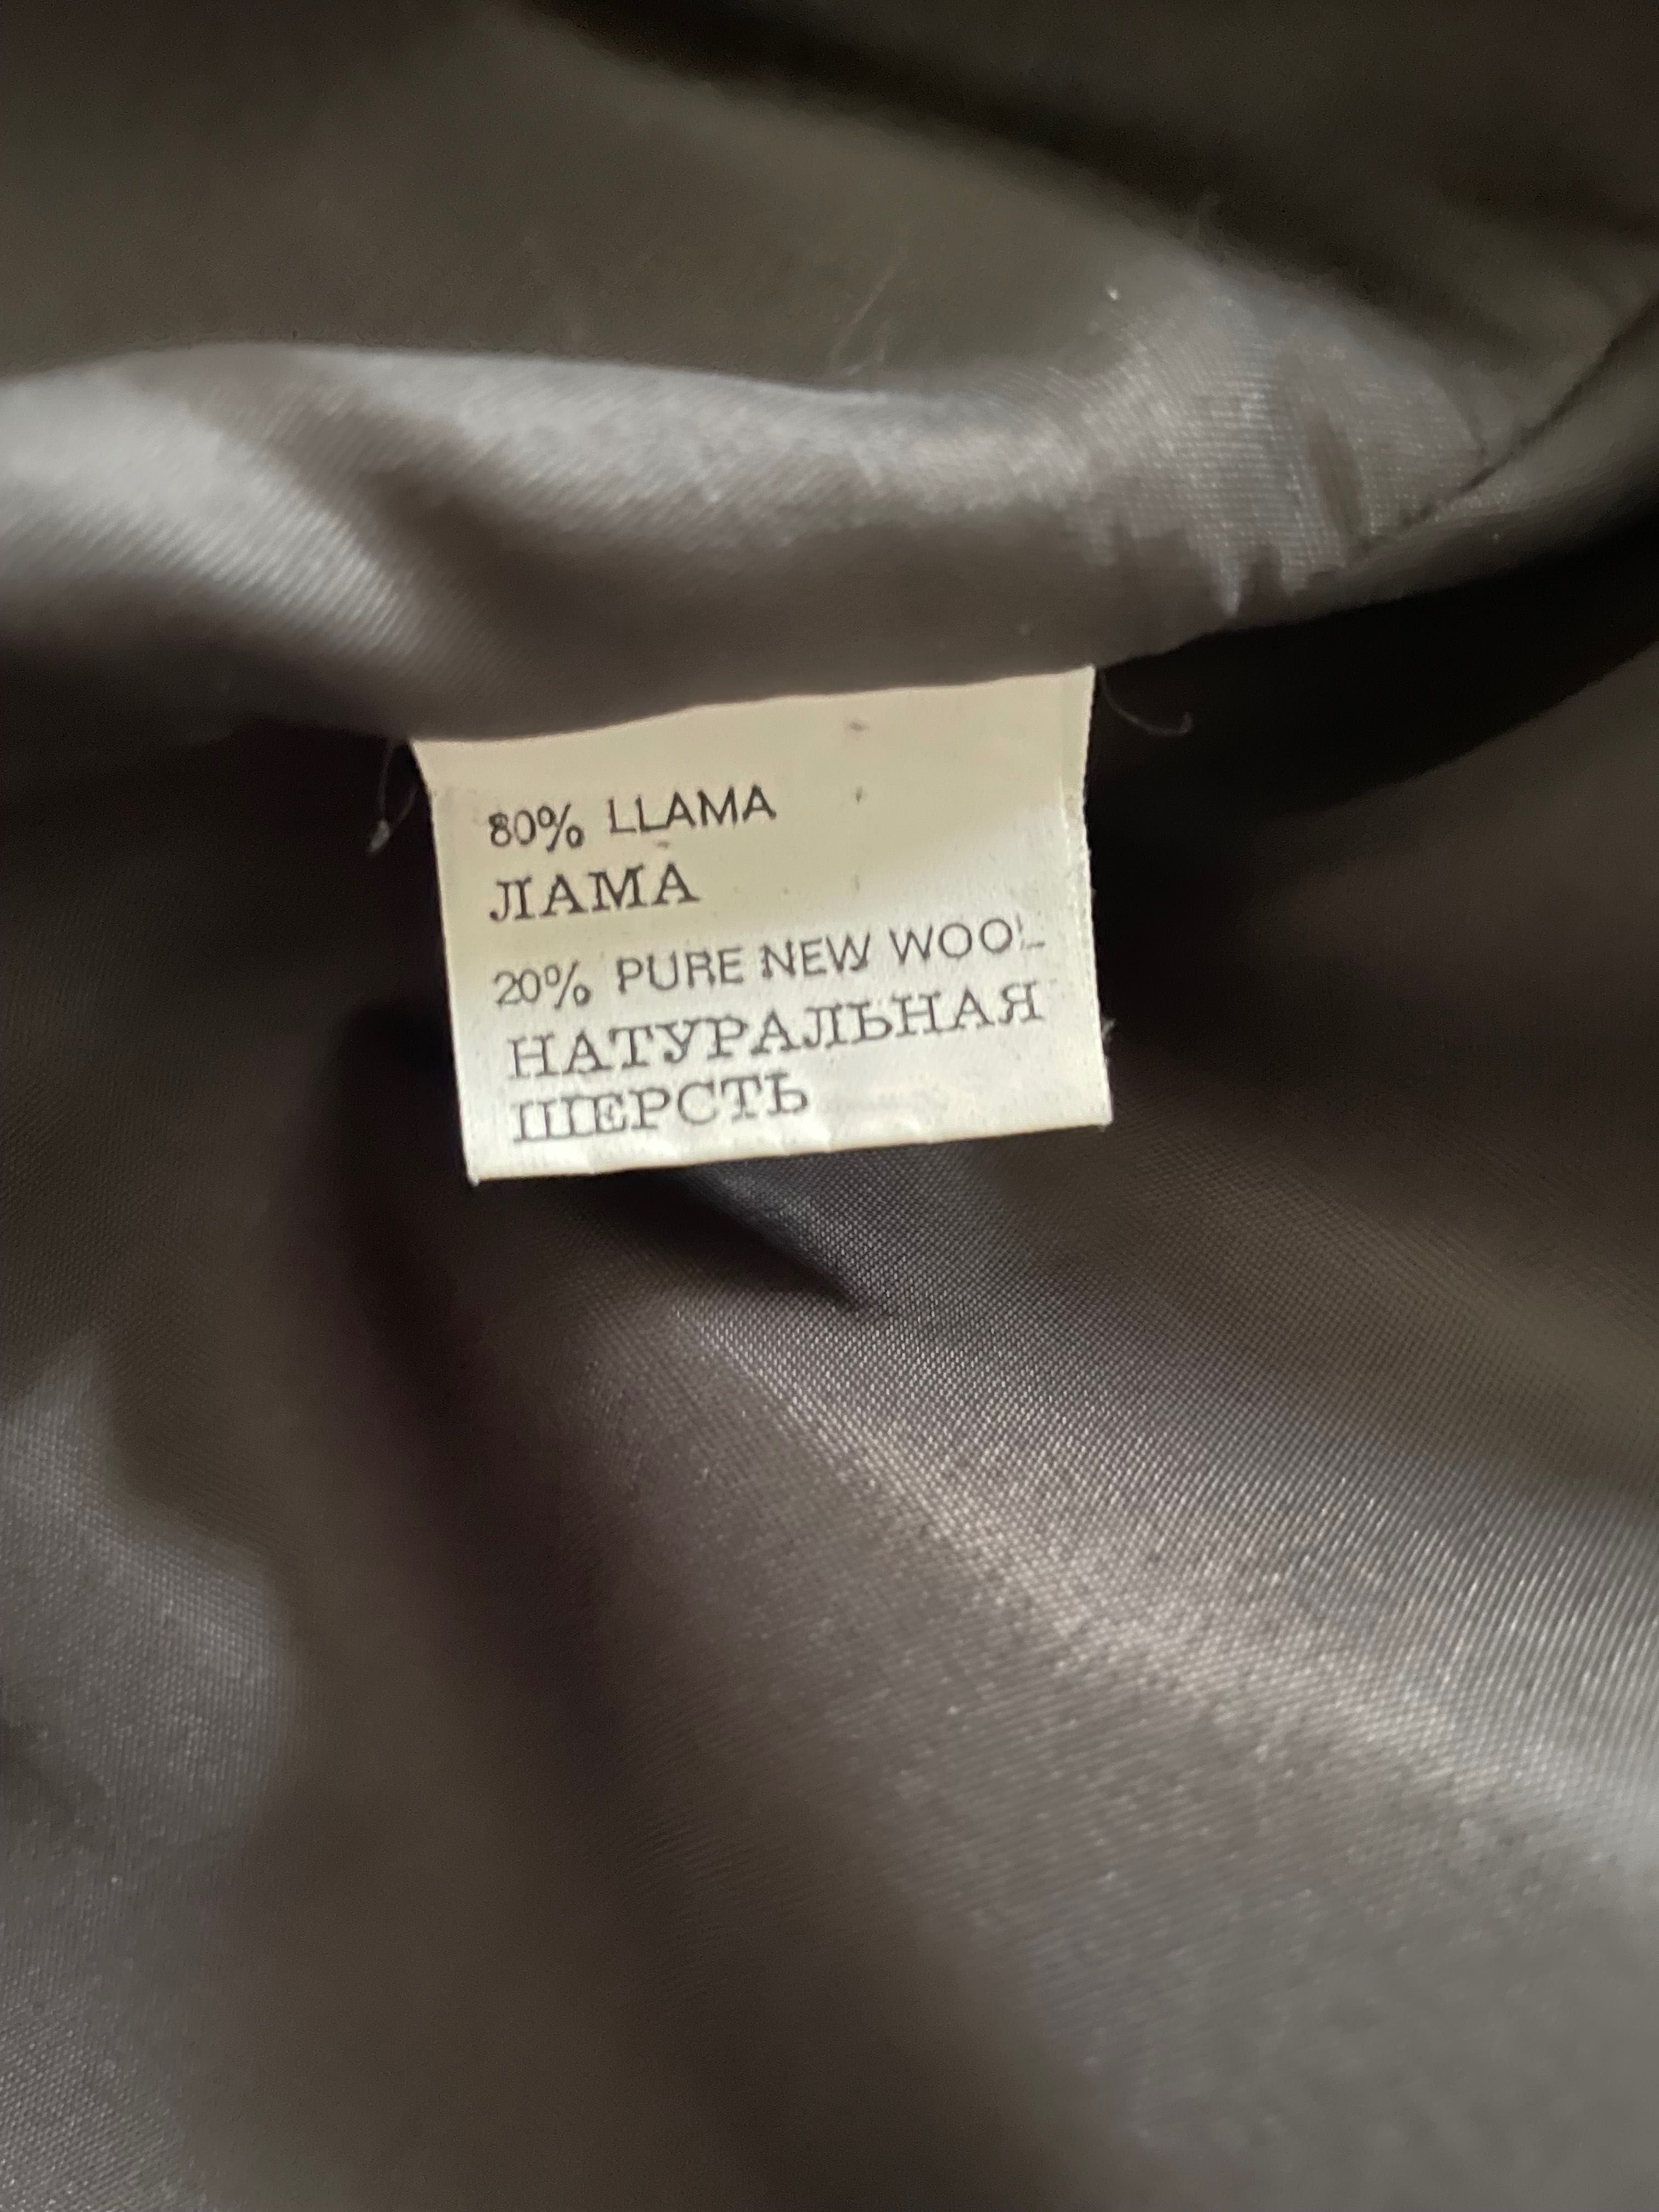 80% LLAMA
ЛАМА
20% PURE NEW WOOL
НАТУРАЛЬНАЯ
ШЕРСТЬ